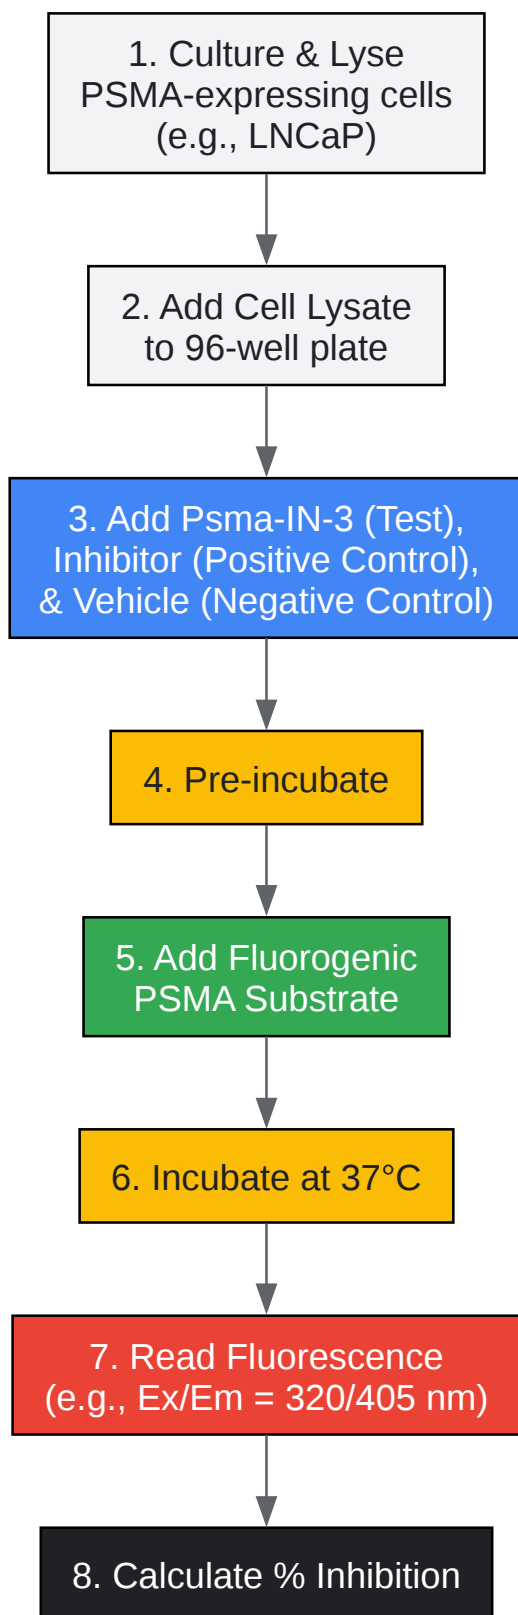 1. Culture & Lyse
PSMA-expressing cells
(e.g., LNCaP)
2. Add Cell Lysate
to 96-well plate
3. Add Psma-IN-3 (Test),
Inhibitor (Positive Control),
& Vehicle (Negative Control)
4. Pre-incubate
5. Add Fluorogenic
PSMA Substrate
6. Incubate at 37°C
7. Read Fluorescence
(e.g., Ex/Em = 320/405 nm)
8. Calculate % Inhibition